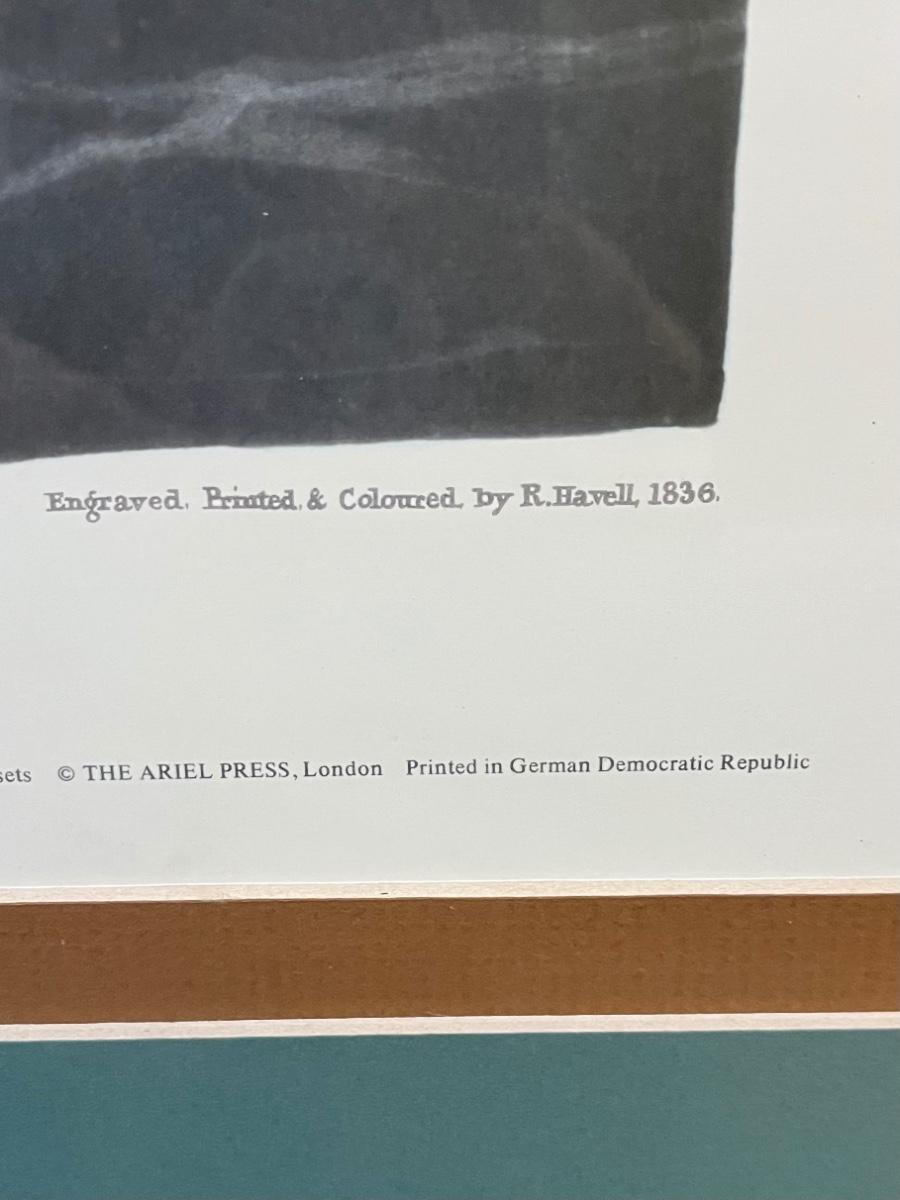 Engraved, Printed, & Coloured, by R. Havell, 1836.
sets © THE ARIEL PRESS, London Printed in German Democratic Republic